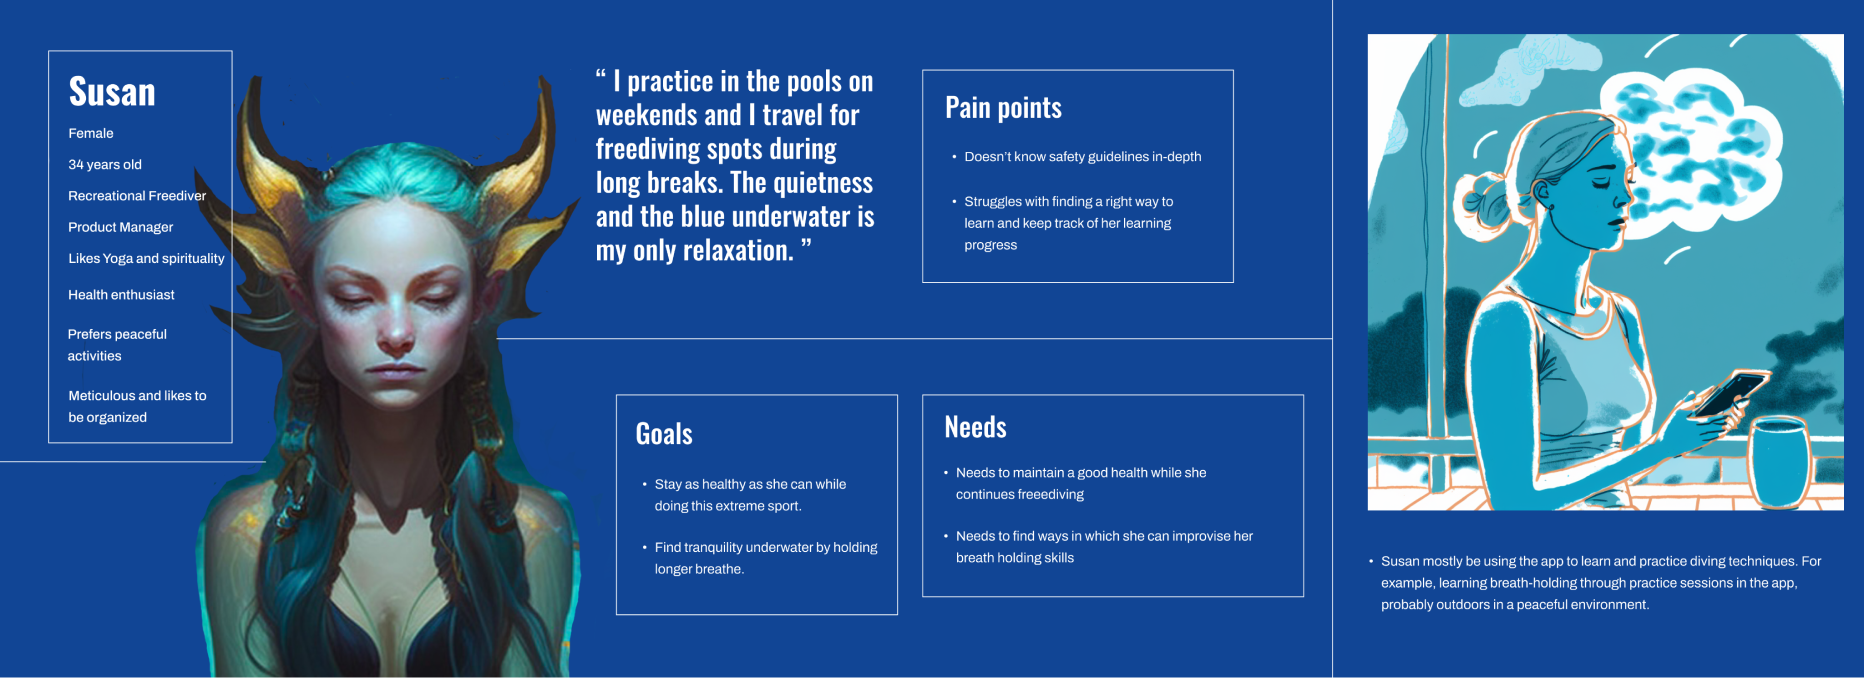 Susan
Female
34 years old
Recreational Freediver
Product Manager
Likes Yoga and spirituality
Health enthusiast
Prefers peaceful
activities
Meticulous and likes to
be organized
“ I practice in the pools on
weekends and I travel for
freediving spots during
long breaks. The quietness
and the blue underwater is
my only relaxation. ”
Pain points
• Doesn’t know safety guidelines in-depth
• Struggles with finding a right way to
learn and keep track of her learning
progress
Goals
• Stay as healthy as she can while
doing this extreme sport.
• Find tranquility underwater by holding
longer breathe.
Needs
• Needs to maintain a good health while she
continues freeediving
• Needs to find ways in which she can improvise her
breath holding skills
• Susan mostly be using the app to learn and practice diving techniques. For
example, learning breath-holding through practice sessions in the app,
probably outdoors in a peaceful environment.